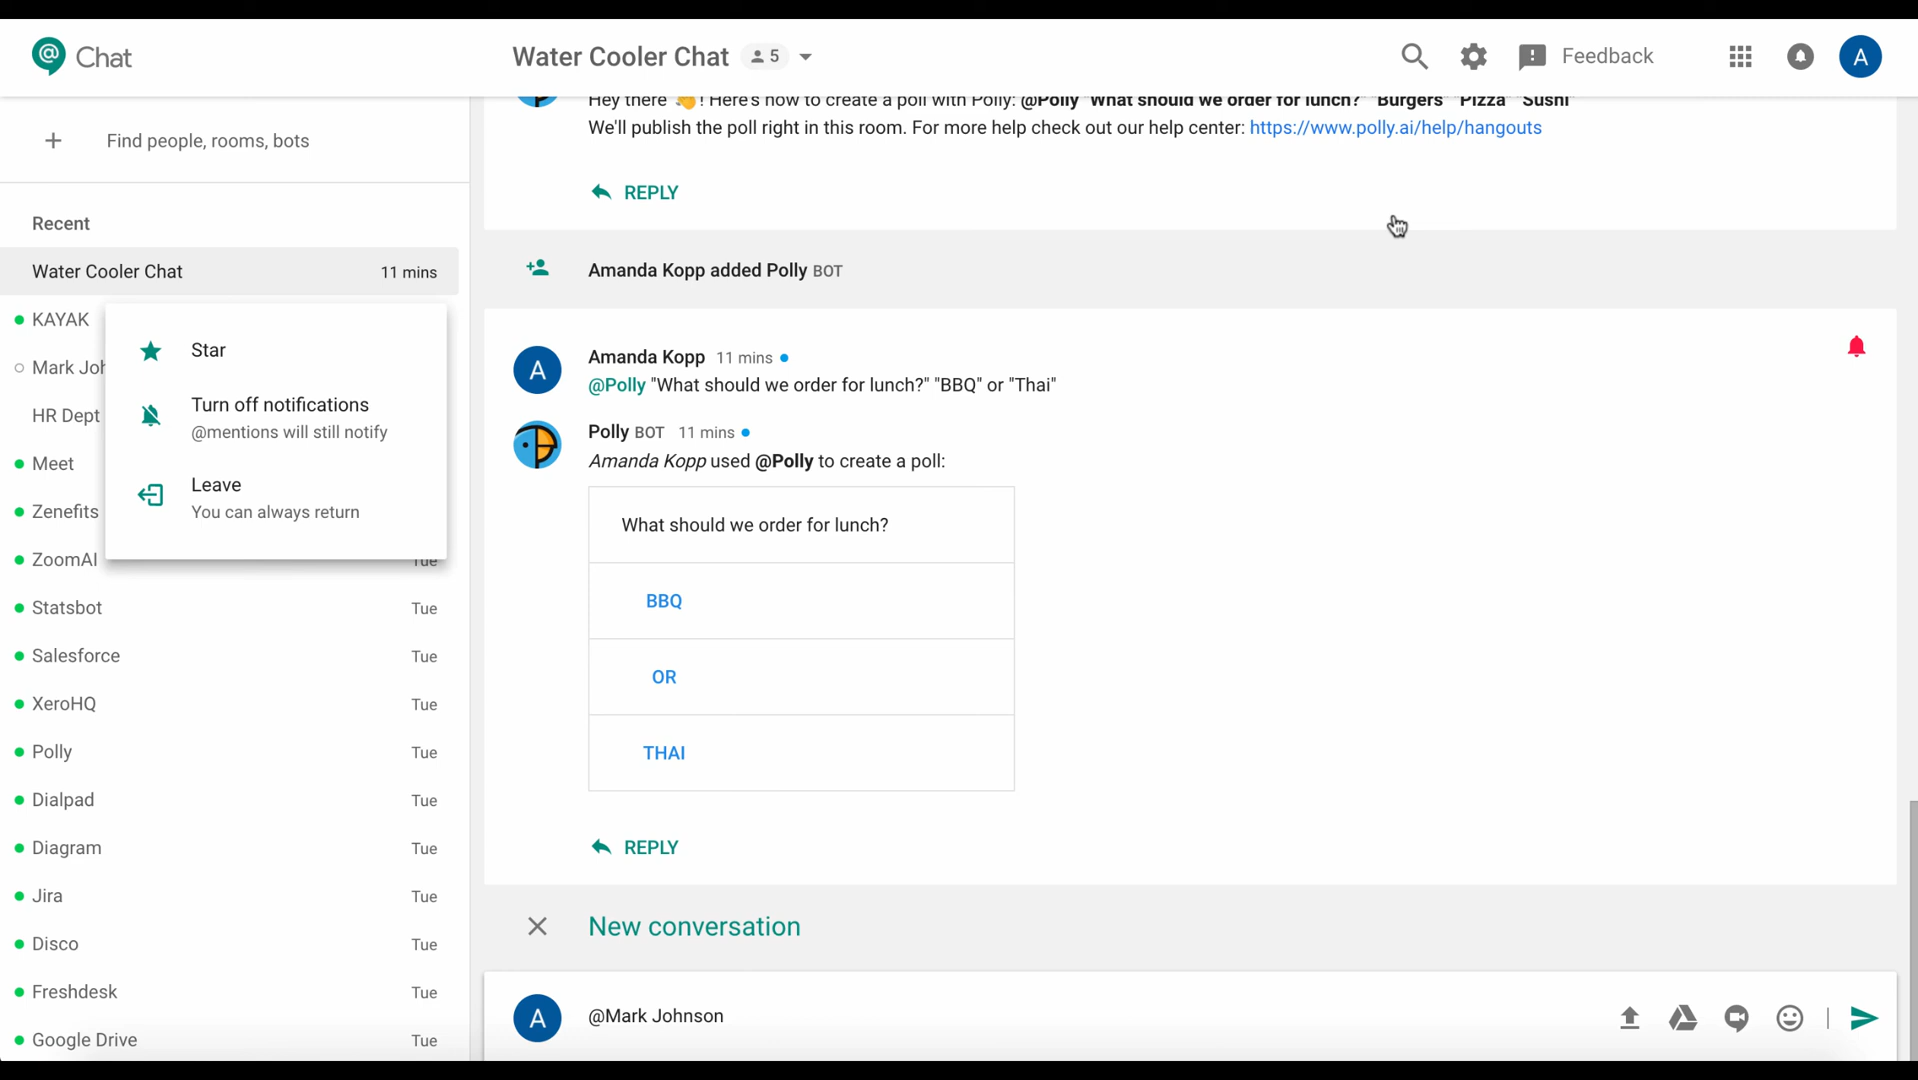 Chat
Water Cooler Chat 5
Feedback
A
Find people, rooms, bots
Recent
Water Cooler Chat 11 mins
KAYAK
Mark Joh
HR Dept
Meet
Zenefits
ZoomAI Tue
Statsbot Tue
Salesforce Tue
XeroHQ Tue
Polly Tue
Dialpad Tue
Diagram Tue
Jira Tue
Disco Tue
Freshdesk Tue
Google Drive Tue
Star
Turn off notifications
@mentions will still notify
Leave
You can always return
Hey there 👋! Here's how to create a poll with Polly: @Polly "What should we order for lunch?" "Burgers" "Pizza" "Sushi"
We'll publish the poll right in this room. For more help check out our help center: https://www.polly.ai/help/hangouts
REPLY
Amanda Kopp added Polly BOT
A
Amanda Kopp 11 mins
@Polly "What should we order for lunch?" "BBQ" or "Thai"
Polly BOT 11 mins
Amanda Kopp used @Polly to create a poll:
What should we order for lunch?
BBQ
OR
THAI
REPLY
New conversation
A
@Mark Johnson